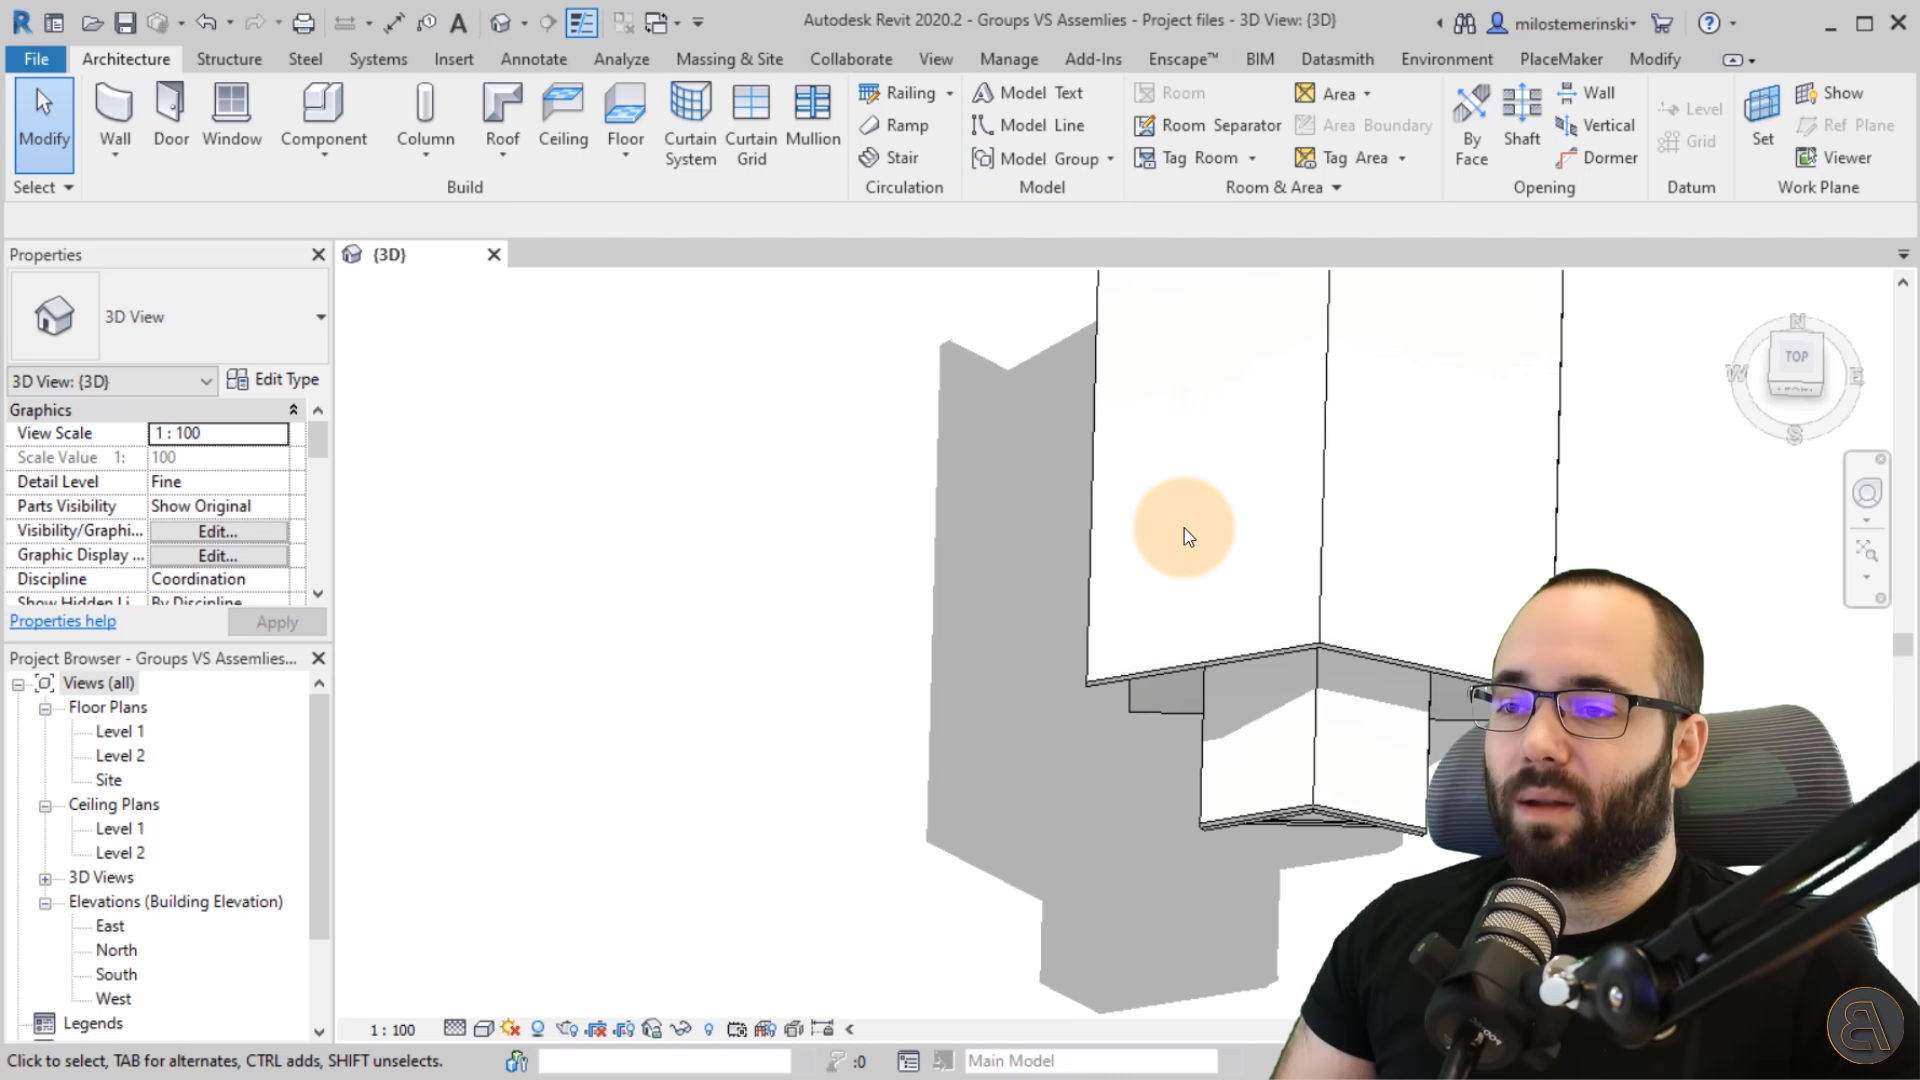 Autodesk Revit 2020.2 - Groups VS Assemlies - Project files - 3D View: {3D}
milostemerinski
File Architecture Structure Steel Systems Insert Annotate Analyze Massing & Site Collaborate View Manage Add-Ins Enscape™ BIM Datasmith Environment PlaceMaker Modify
Modify
Select
Wall
Door
Window
Component
Column
Roof
Ceiling
Floor
Curtain System
Curtain Grid
Mullion
Build
Railing
Ramp
Stair
Circulation
Model Text
Model Line
Model Group
Model
Room
Room Separator
Tag Room
Area
Area Boundary
Tag Area
Room & Area
By Face
Shaft
Wall
Vertical
Dormer
Opening
Level
Grid
Datum
Set
Show
Ref Plane
Viewer
Work Plane
Properties
3D View
3D View: {3D}
Edit Type
Graphics
View Scale 1 : 100
Scale Value 1: 100
Detail Level Fine
Parts Visibility Show Original
Visibility/Graphi... Edit...
Graphic Display ... Edit...
Discipline Coordination
Show Hidden Li By Discipline
Properties help
Apply
Project Browser - Groups VS Assemlies...
Views (all)
Floor Plans
Level 1
Level 2
Site
Ceiling Plans
Level 1
Level 2
3D Views
Elevations (Building Elevation)
East
North
South
West
Legends
{3D}
N
TOP
FRONT
W
E
S
1 : 100
Click to select, TAB for alternates, CTRL adds, SHIFT unselects.
:0
Main Model